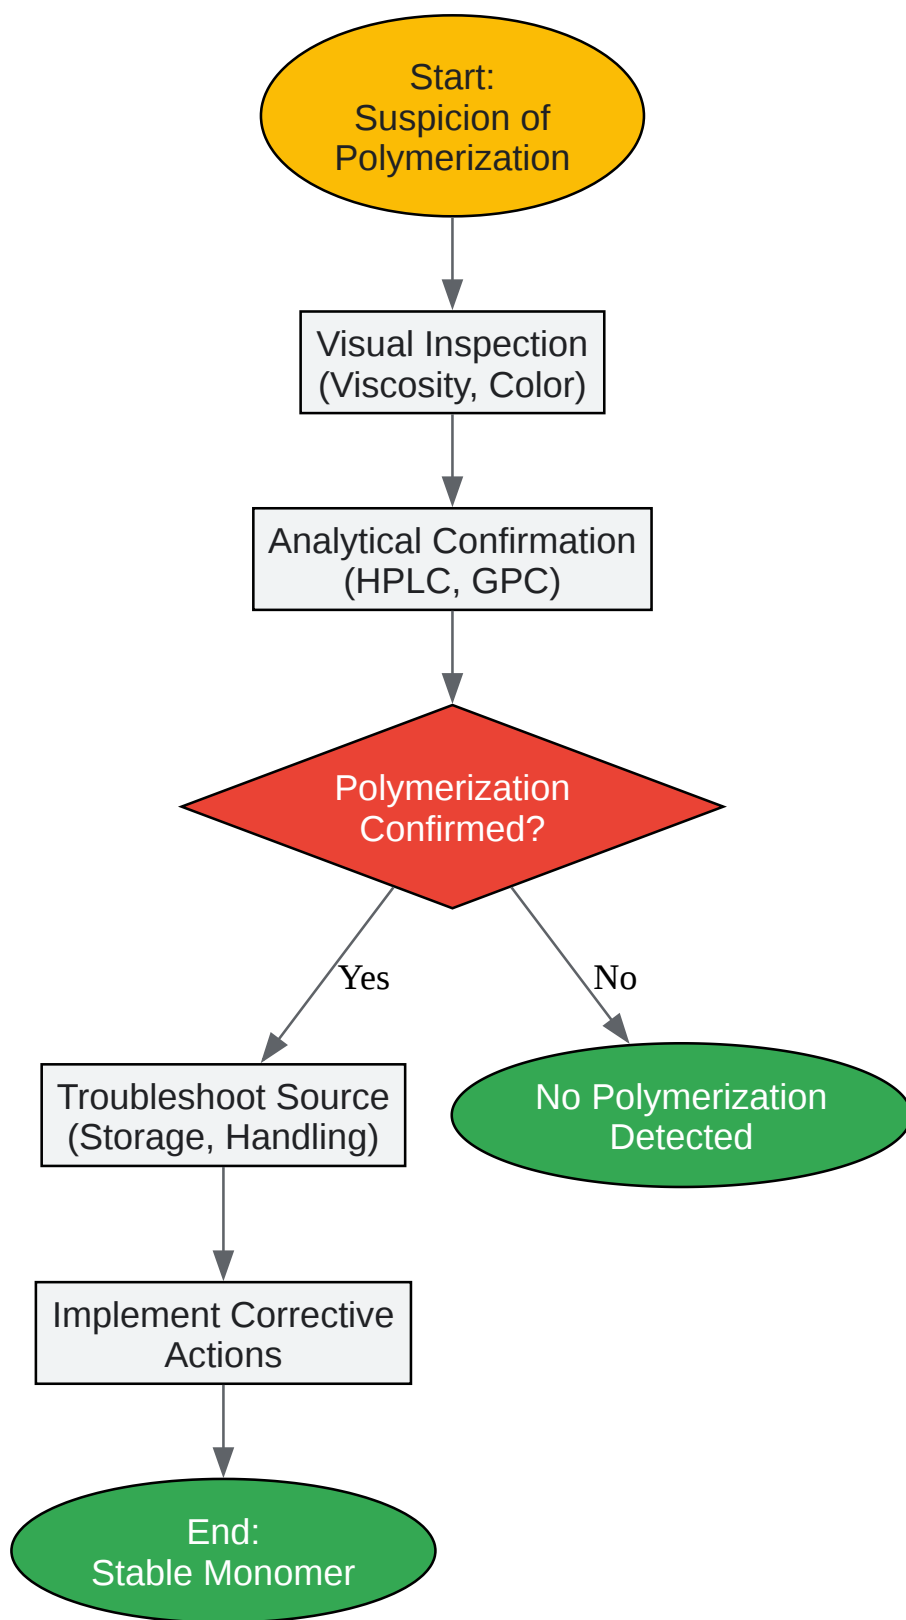 Start:
Suspicion of
Polymerization
Visual Inspection
(Viscosity, Color)
Analytical Confirmation
(HPLC, GPC)
Polymerization
Confirmed?
Yes
No
Troubleshoot Source
(Storage, Handling)
No Polymerization
Detected
Implement Corrective
Actions
End:
Stable Monomer